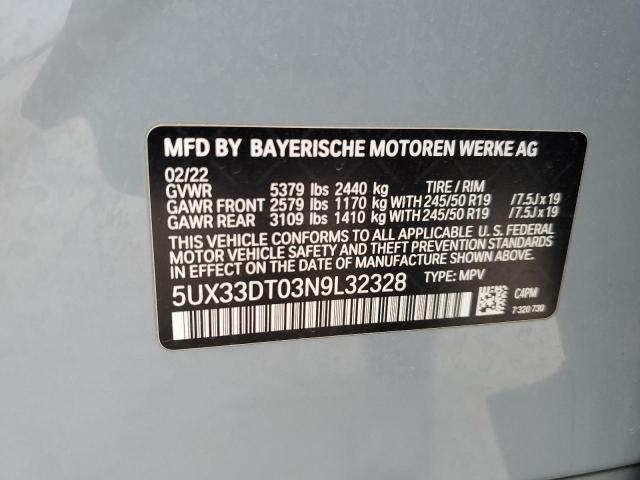 MFD BY BAYERISCHE MOTOREN WERKE AG
02/22
GVWR 5379 lbs 2440 kg TIRE / RIM
GAWR FRONT 2579 lbs 1170 kg WITH 245/50 R19 / 7.5J x 19
GAWR REAR 3109 lbs 1410 kg WITH 245/50 R19 / 7.5J x 19
THIS VEHICLE CONFORMS TO ALL APPLICABLE U. S. FEDERAL
MOTOR VEHICLE SAFETY AND THEFT PREVENTION STANDARDS
IN EFFECT ON THE DATE OF MANUFACTURE SHOWN ABOVE.
5UX33DT03N9L32328 TYPE: MPV
C4PM
7 320 730